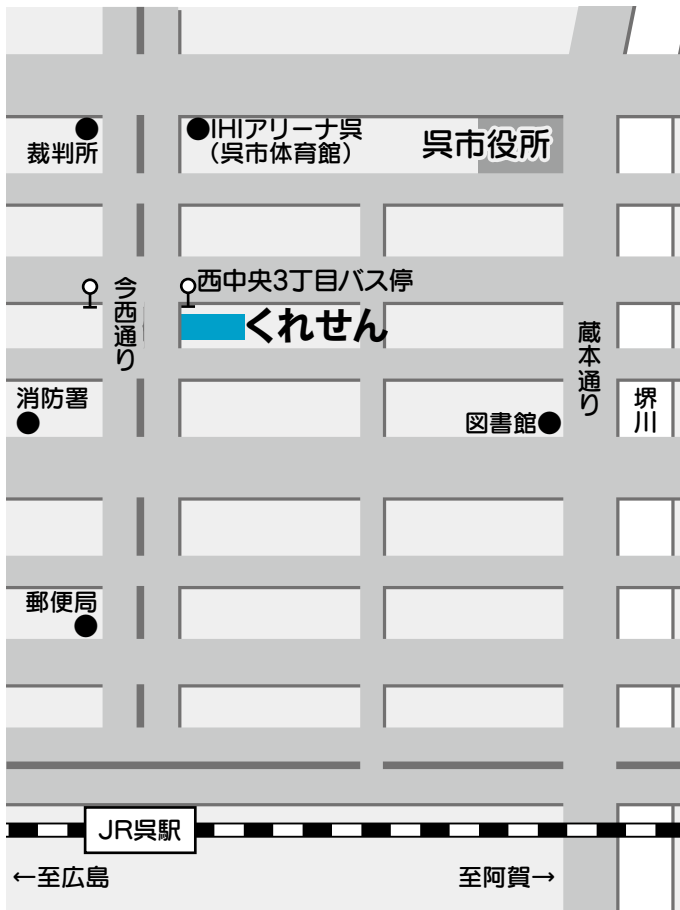 裁判所
IHIアリーナ呉
(呉市体育館)
呉市役所
今西通り
西中央3丁目バス停
くれせん
蔵本通り
消防署
図書館
堺川
郵便局
JR呉駅
←至広島
至阿賀→